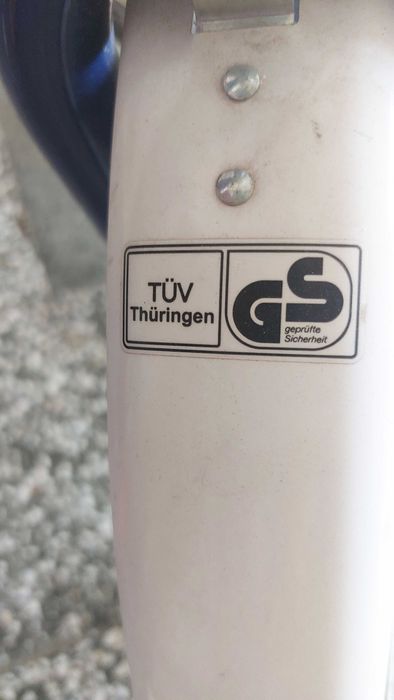 TÜV
Thüringen
GS
geprüfte
Sicherheit